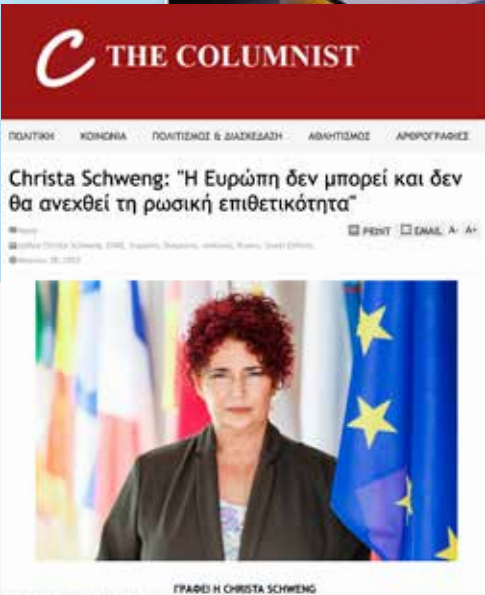 C THE COLUMNIST
ΠΟΛΙΤΙΚΗ ΚΟΙΝΩΝΙΑ ΠΟΛΙΤΙΣΜΟΣ & ΔΙΑΣΚΕΔΑΣΗ ΑΘΛΗΤΙΣΜΟΣ ΑΡΘΡΟΓΡΑΦΙΕΣ
Christa Schweng: "Η Ευρώπη δεν μπορεί και δεν
θα ανεχθεί τη ρωσική επιθετικότητα"
PRINT EMAIL A- A+
ΓΡΑΦΕΙ Η CHRISTA SCHWENG